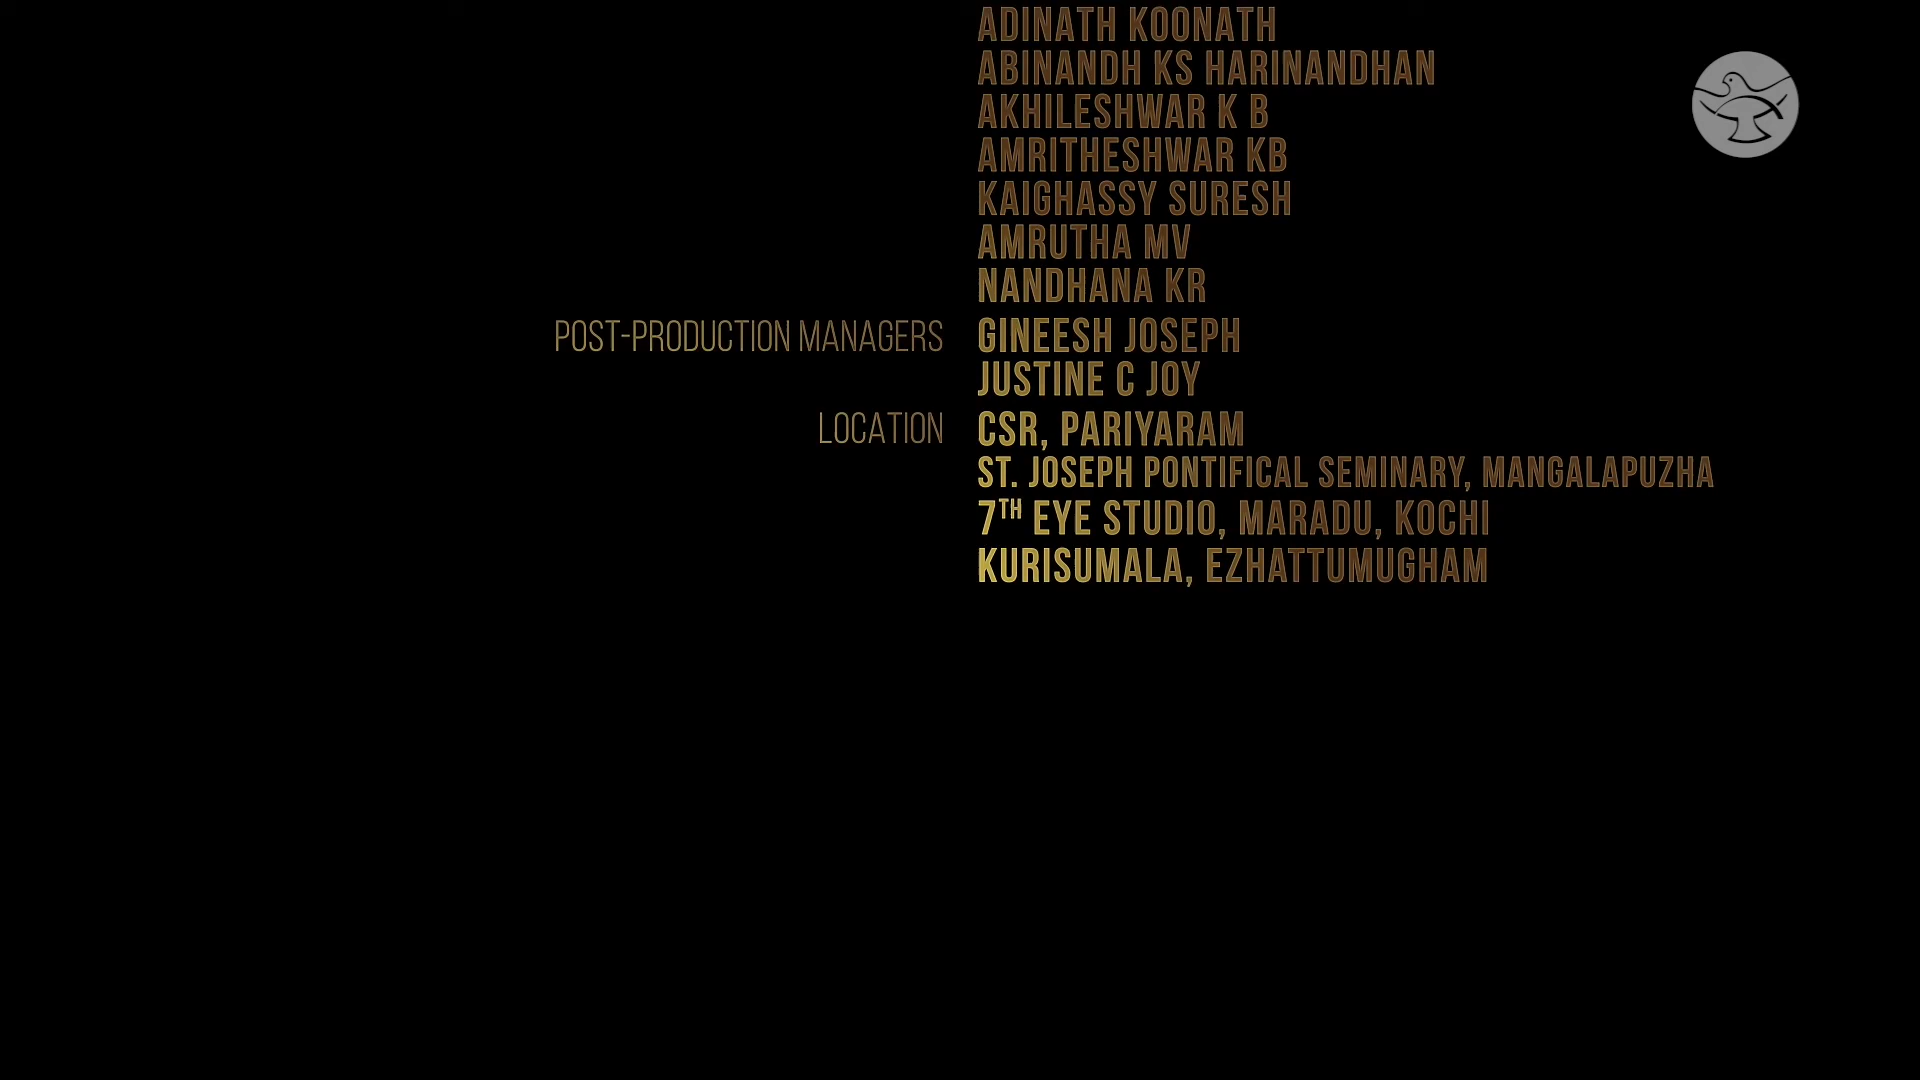 ADINATH KOONATH
ABINANDH KS HARINANDHAN
AKHILESHWAR K B
AMRITHESHWAR KB
KAIGHASSY SURESH
AMRUTHA MV
NANDHANA KR
POST-PRODUCTION MANAGERS GINEESH JOSEPH
JUSTINE C JOY
LOCATION CSR, PARIYARAM
ST. JOSEPH PONTIFICAL SEMINARY, MANGALAPUZHA
7TH EYE STUDIO, MARADU, KOCHI
KURISUMALA, EZHATTUMUGHAM